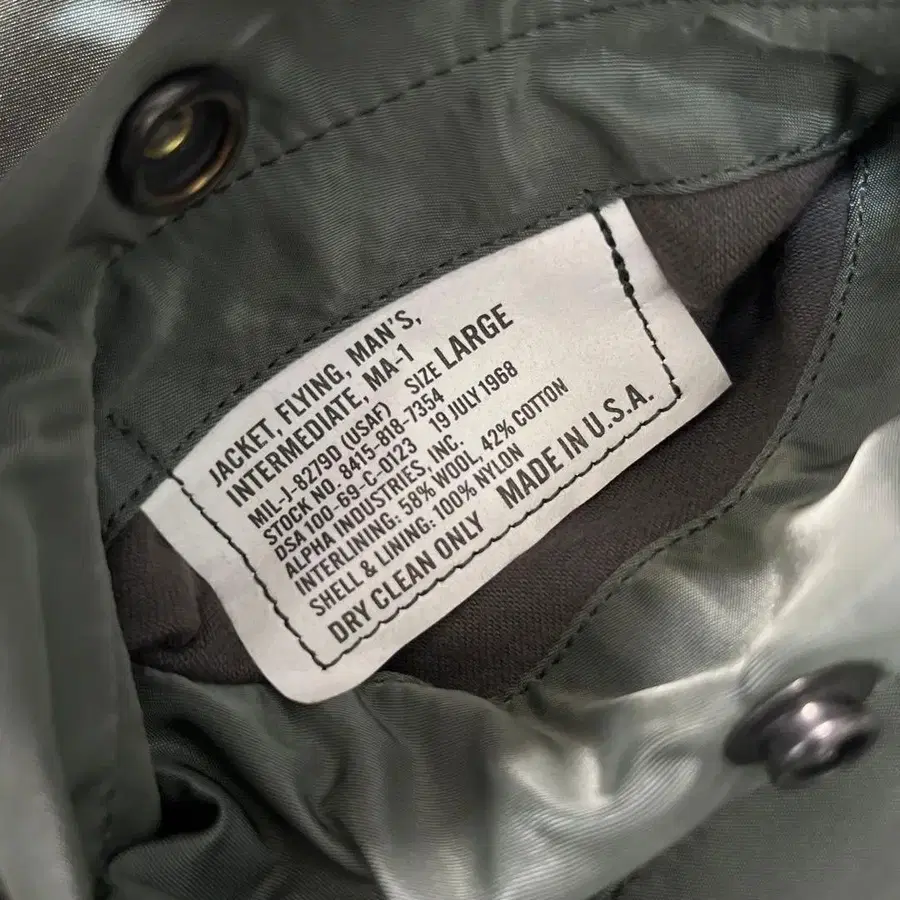 JACKET, FLYING, MAN'S,
INTERMEDIATE, MA-1
MIL-J-8279D (USAF) SIZE LARGE
STOCK NO. 8415-818-7354
DSA 100-69-C-0123 19 JULY 1968
ALPHA INDUSTRIES, INC.
INTERLINING: 58% WOOL, 42% COTTON
SHELL & LINING: 100% NYLON
DRY CLEAN ONLY MADE IN U.S.A.